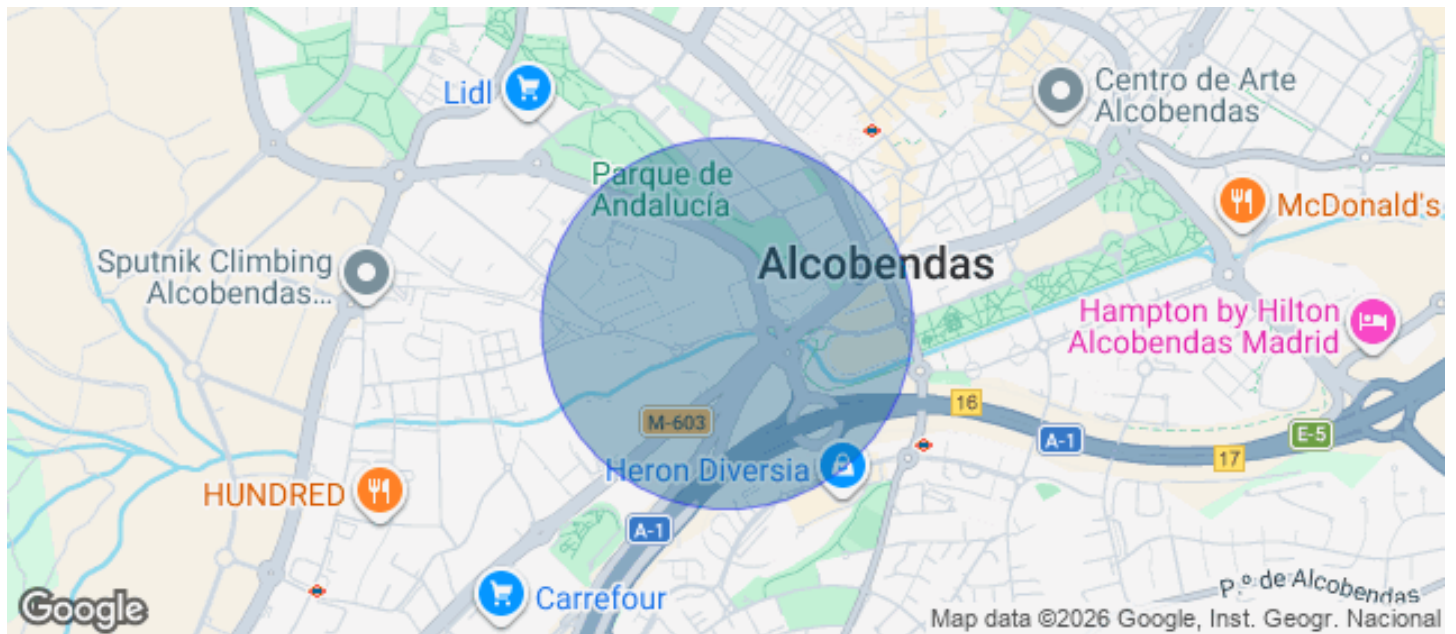 Lidl
Centro de Arte
Alcobendas
Parque de
Andalucía
McDonald's
Alcobendas
Sputnik Climbing
Alcobendas...
Hampton by Hilton
Alcobendas Madrid
16
M-603
A-1
E-5
17
Heron Diversia
HUNDRED
A-1
Carrefour
P.º de Alcobendas
Google
Map data ©2026 Google, Inst. Geogr. Nacional